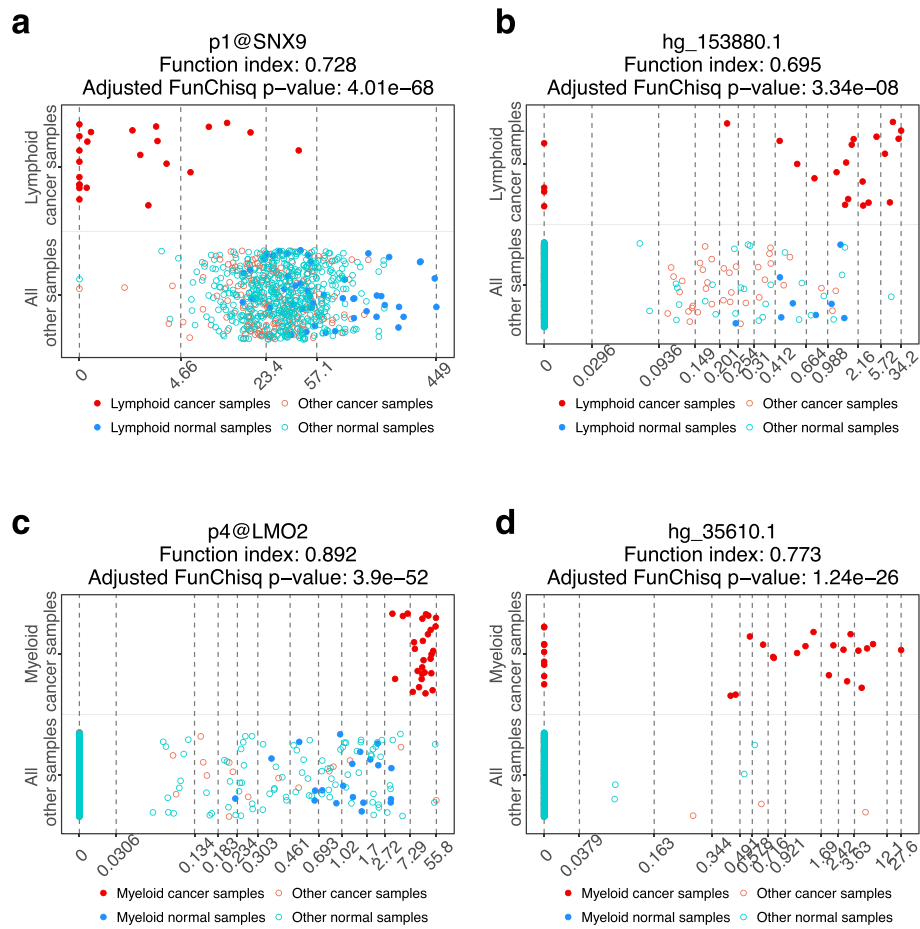 a
p1@SNX9
Function index: 0.728
Adjusted FunChisq p−value: 4.01e−68
Lymphoid
cancer samples
All
other samples
0
4.66
23.4
57.1
449
Lymphoid cancer samples
Other cancer samples
Lymphoid normal samples
Other normal samples
b
hg_153880.1
Function index: 0.695
Adjusted FunChisq p−value: 3.34e−08
Lymphoid
cancer samples
All
other samples
0
0.0296
0.0936
0.149
0.201
0.254
0.31
0.412
0.664
0.988
2.16
5.72
34.2
Lymphoid cancer samples
Other cancer samples
Lymphoid normal samples
Other normal samples
c
p4@LMO2
Function index: 0.892
Adjusted FunChisq p−value: 3.9e−52
Myeloid
cancer samples
All
other samples
0
0.0306
0.134
0.183
0.234
0.303
0.461
0.693
1.02
1.7
2.72
7.29
55.8
Myeloid cancer samples
Other cancer samples
Myeloid normal samples
Other normal samples
d
hg_35610.1
Function index: 0.773
Adjusted FunChisq p−value: 1.24e−26
Myeloid
cancer samples
All
other samples
0
0.0379
0.163
0.344
0.491
0.578
0.716
0.921
1.69
2.42
3.63
12.1
27.6
Myeloid cancer samples
Other cancer samples
Myeloid normal samples
Other normal samples